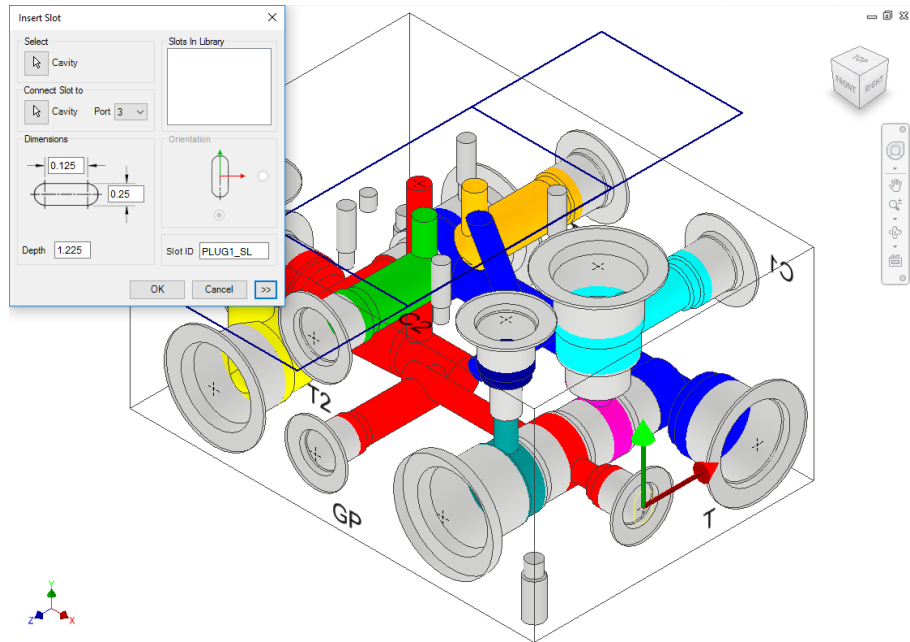 Insert Slot
Select
Cavity
Slots In Library
Connect Slot to
Cavity
Port
3
Dimensions
0.125
0.25
Orientation
Depth
1.225
Slot ID
PLUG1_SL
OK
Cancel
>>
TOP
FRONT
RIGHT
C1
C2
T2
GP
T
Y
Z
X